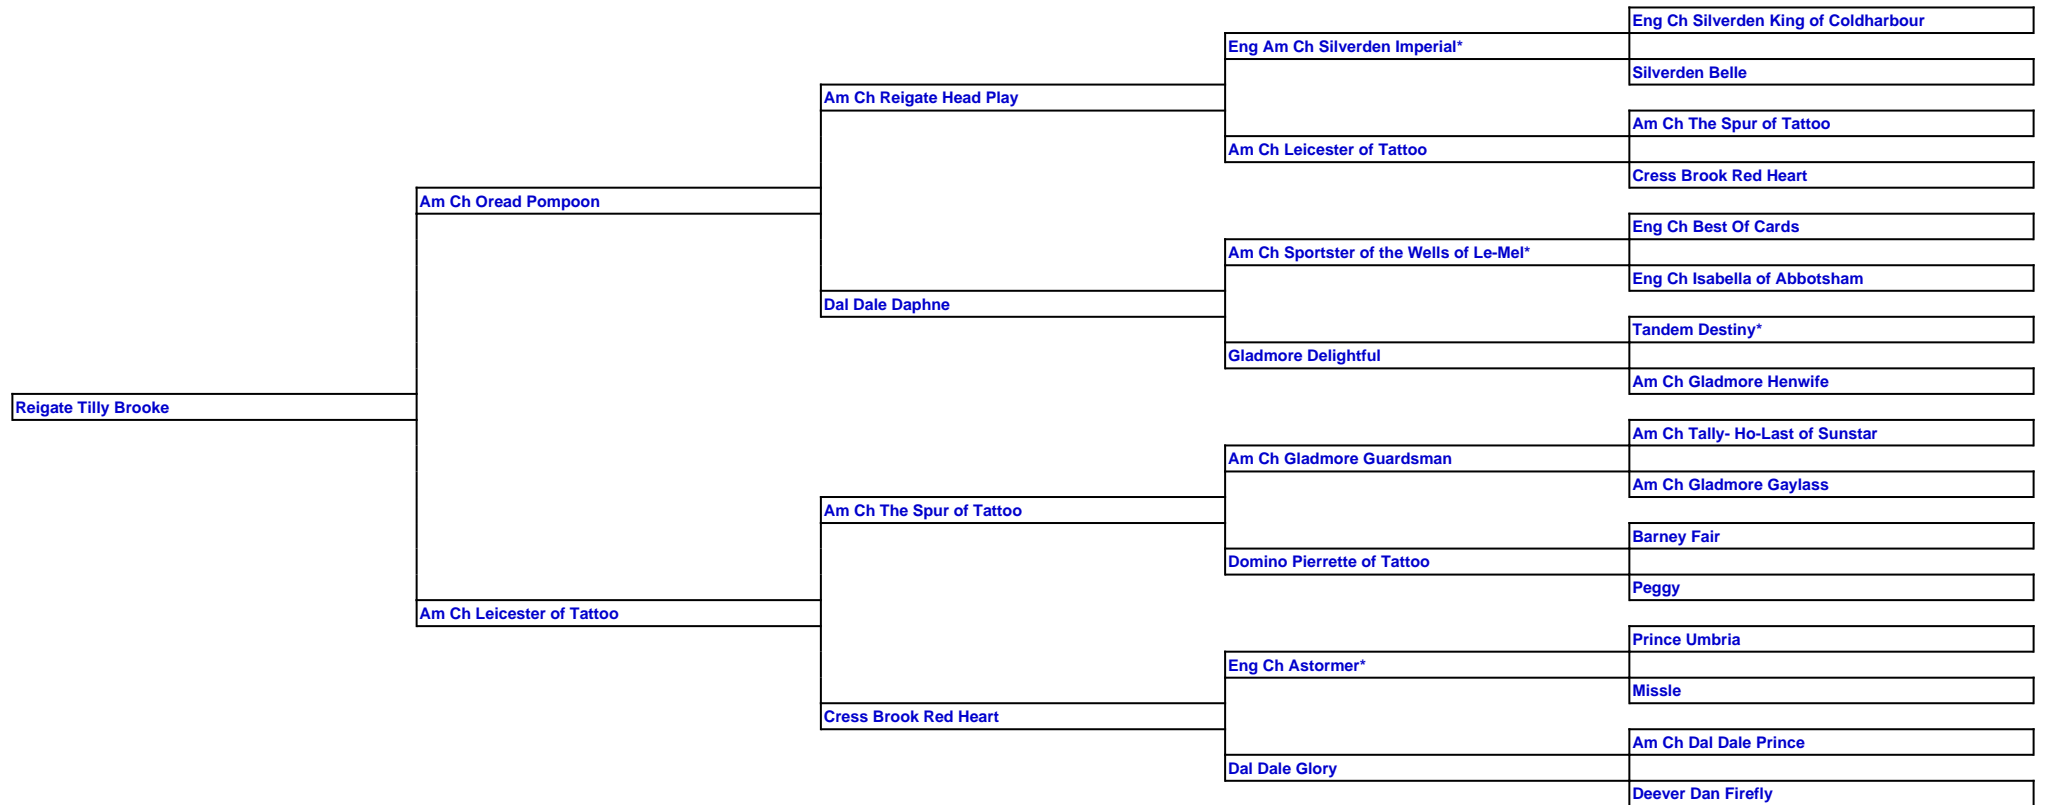 Eng Ch Silverden King of Coldharbour
Eng Am Ch Silverden Imperial*
Silverden Belle
Am Ch Reigate Head Play
Am Ch The Spur of Tattoo
Am Ch Leicester of Tattoo
Cress Brook Red Heart
Am Ch Oread Pompoon
Eng Ch Best Of Cards
Am Ch Sportster of the Wells of Le-Mel*
Eng Ch Isabella of Abbotsham
Dal Dale Daphne
Tandem Destiny*
Gladmore Delightful
Am Ch Gladmore Henwife
Reigate Tilly Brooke
Am Ch Tally- Ho-Last of Sunstar
Am Ch Gladmore Guardsman
Am Ch Gladmore Gaylass
Am Ch The Spur of Tattoo
Barney Fair
Domino Pierrette of Tattoo
Peggy
Am Ch Leicester of Tattoo
Prince Umbria
Eng Ch Astormer*
Missle
Cress Brook Red Heart
Am Ch Dal Dale Prince
Dal Dale Glory
Deever Dan Firefly